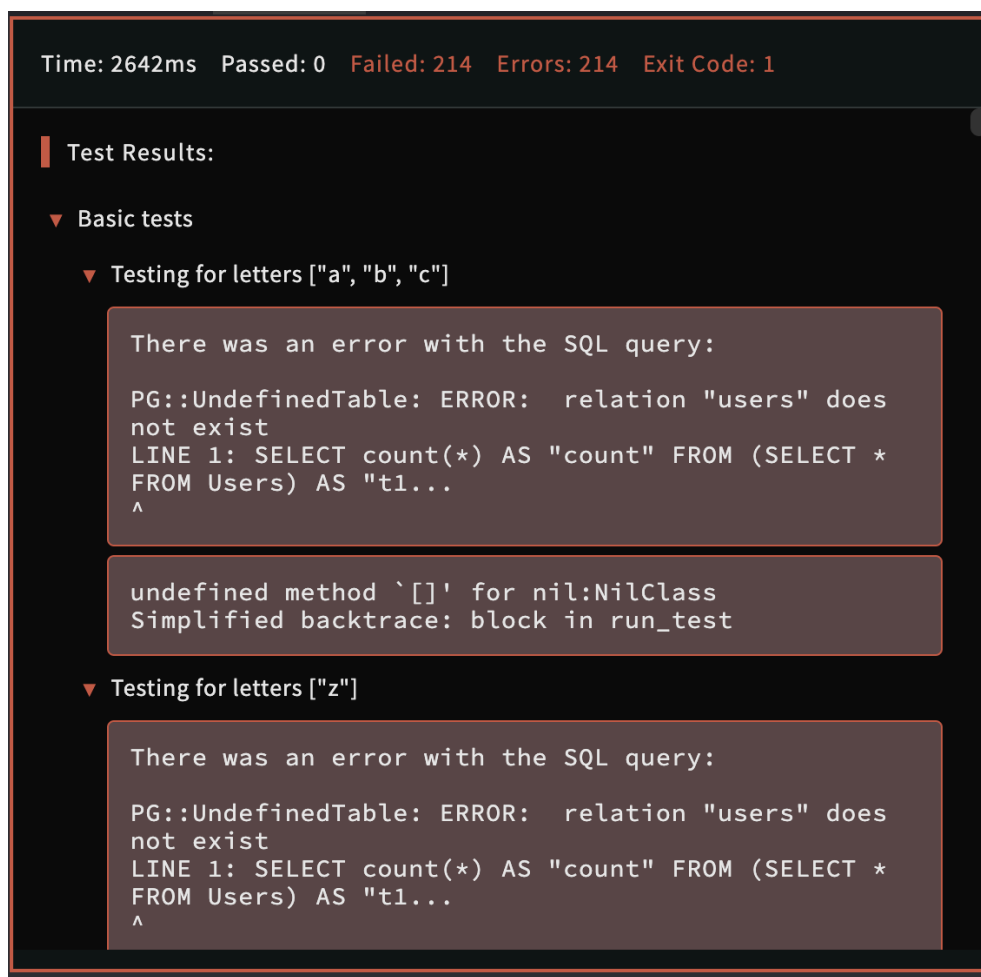 Time: 2642ms Passed: 0 Failed: 214 Errors: 214 Exit Code: 1
Test Results:
Basic tests
Testing for letters ["a", "b", "c"]
There was an error with the SQL query:
PG::UndefinedTable: ERROR:  relation "users" does
not exist
LINE 1: SELECT count(*) AS "count" FROM (SELECT *
FROM Users) AS "t1...
^
undefined method `[]' for nil:NilClass
Simplified backtrace: block in run_test
Testing for letters ["z"]
There was an error with the SQL query:
PG::UndefinedTable: ERROR:  relation "users" does
not exist
LINE 1: SELECT count(*) AS "count" FROM (SELECT *
FROM Users) AS "t1...
^